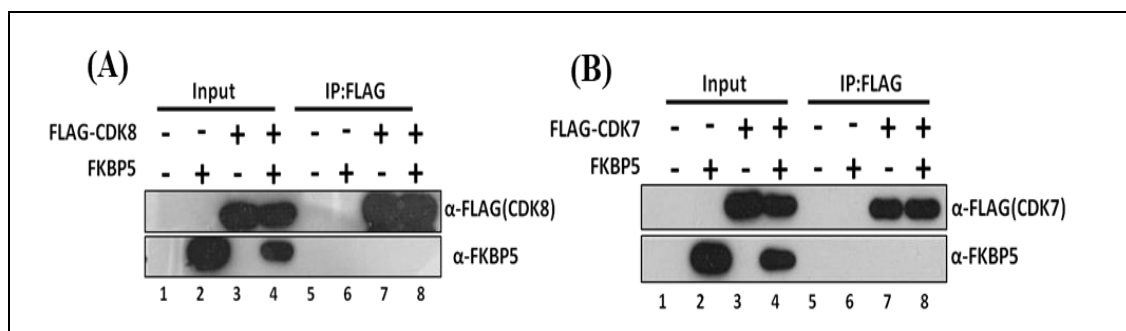 (A)
Input IP:FLAG
FLAG-CDK8 - - + + - - + +
FKBP5 - + - + - + - +
α-FLAG(CDK8)
α-FKBP5
1 2 3 4 5 6 7 8
(B)
Input IP:FLAG
FLAG-CDK7 - - + + - - + +
FKBP5 - + - + - + - +
α-FLAG(CDK7)
α-FKBP5
1 2 3 4 5 6 7 8